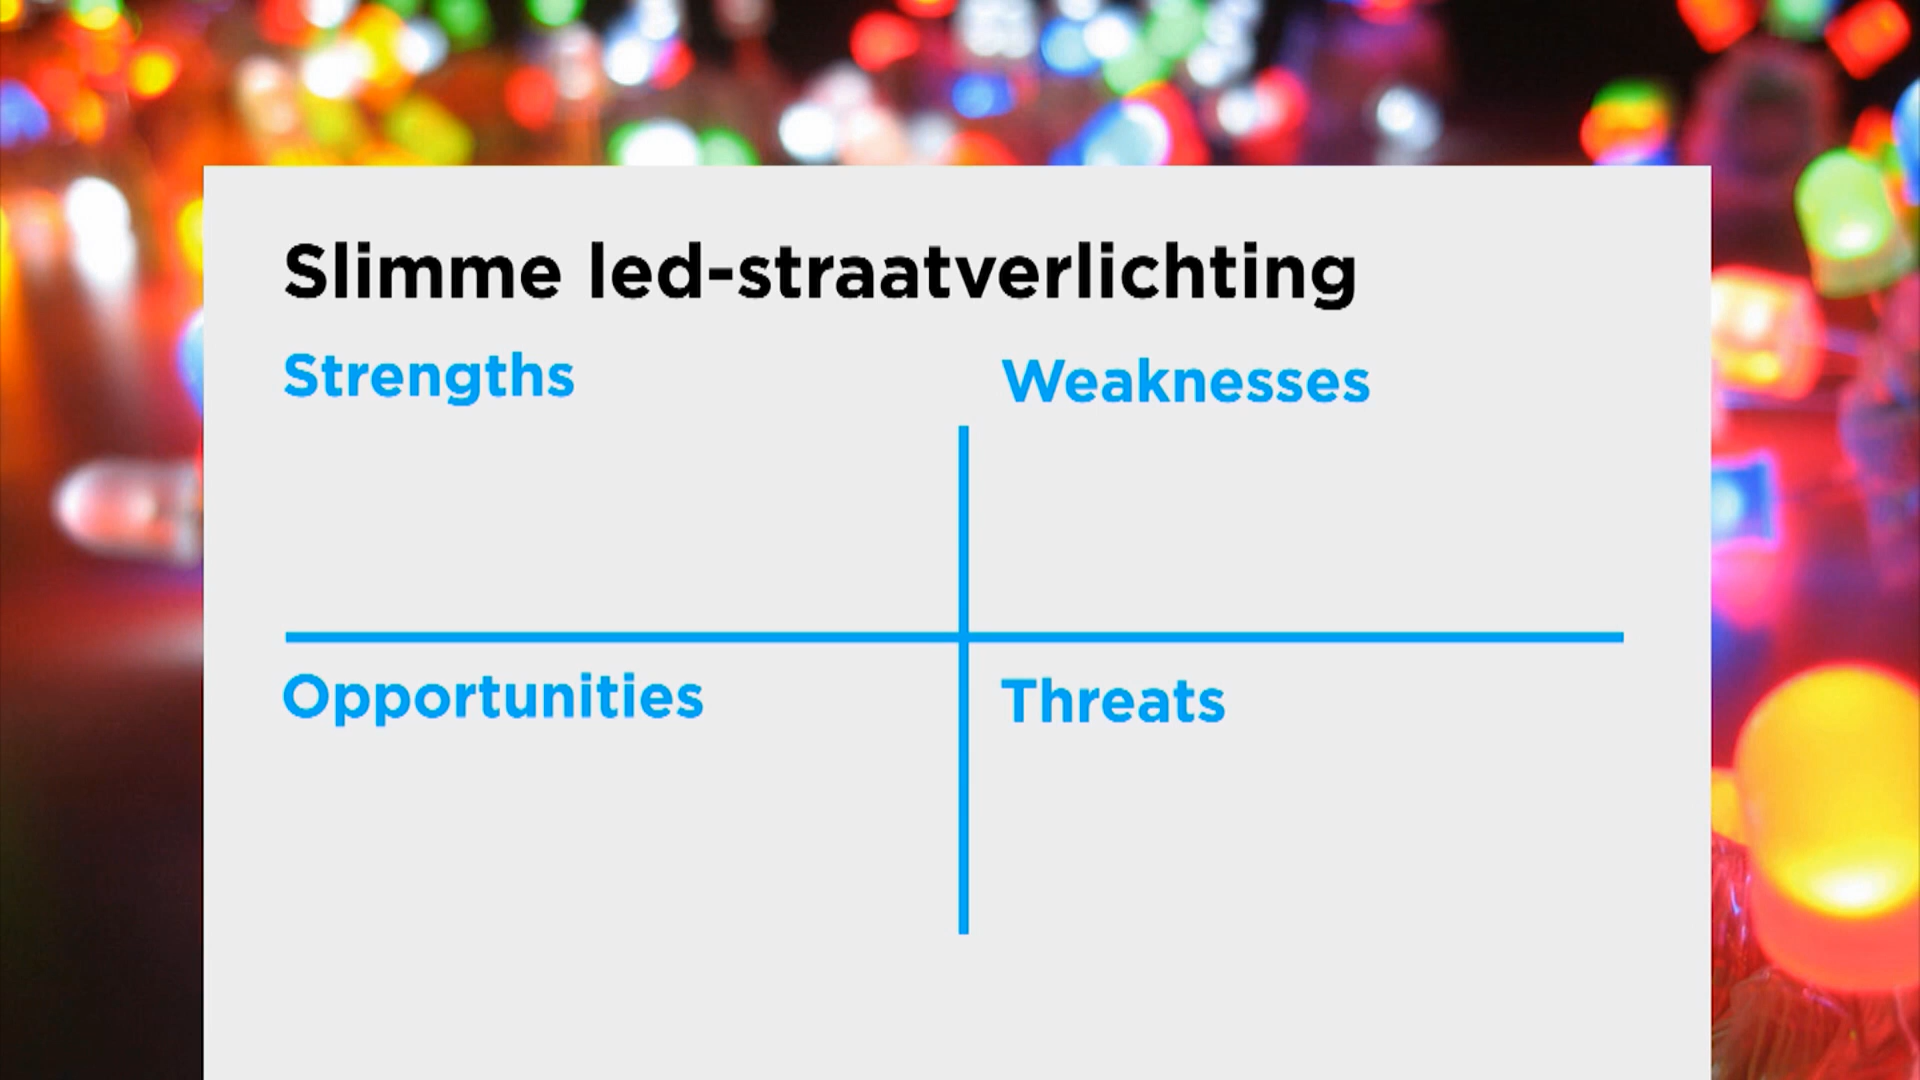 Slimme led-straatverlichting
Strengths
Weaknesses
Opportunities
Threats